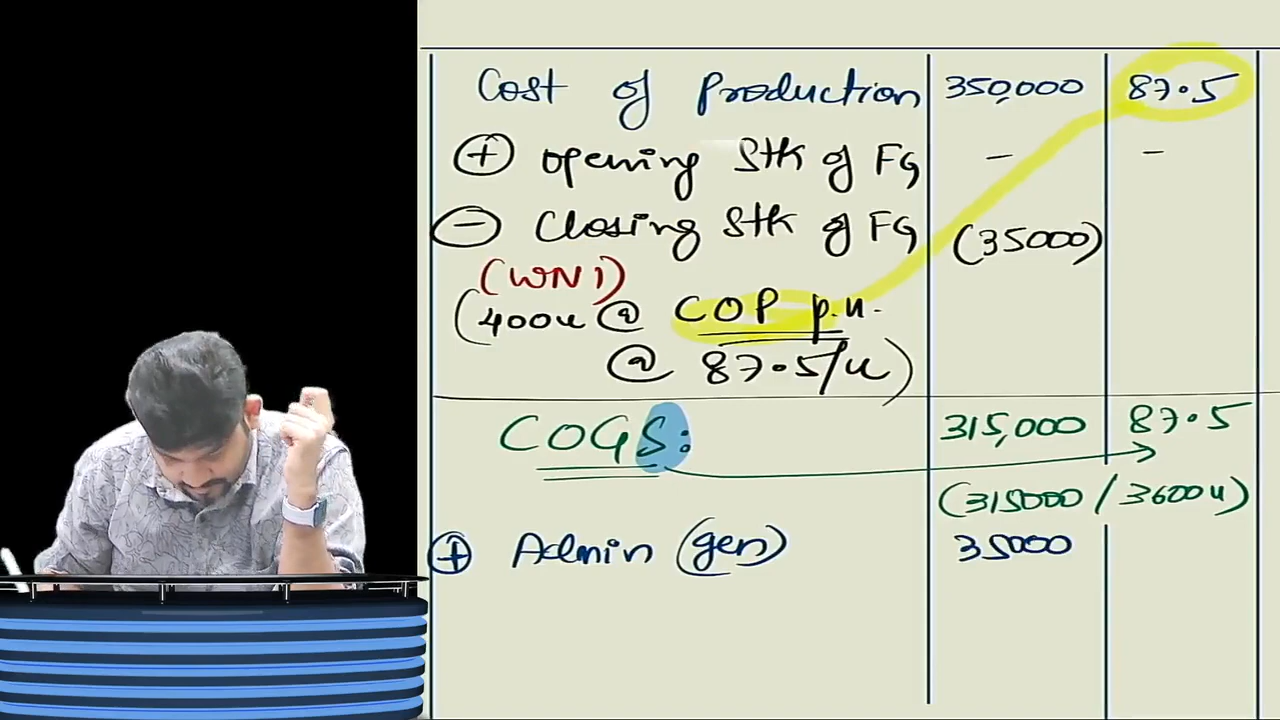 Cost of Production 350,000 87.5
(+) opening Stk of FG - -
(-) Closing Stk of FG (35000)
(WN1)
(400u @ COP p.u.
@ 87.5/u)
COGS: 315,000 87.5
(315000 / 3600u)
(+) Admin (gen) 35000